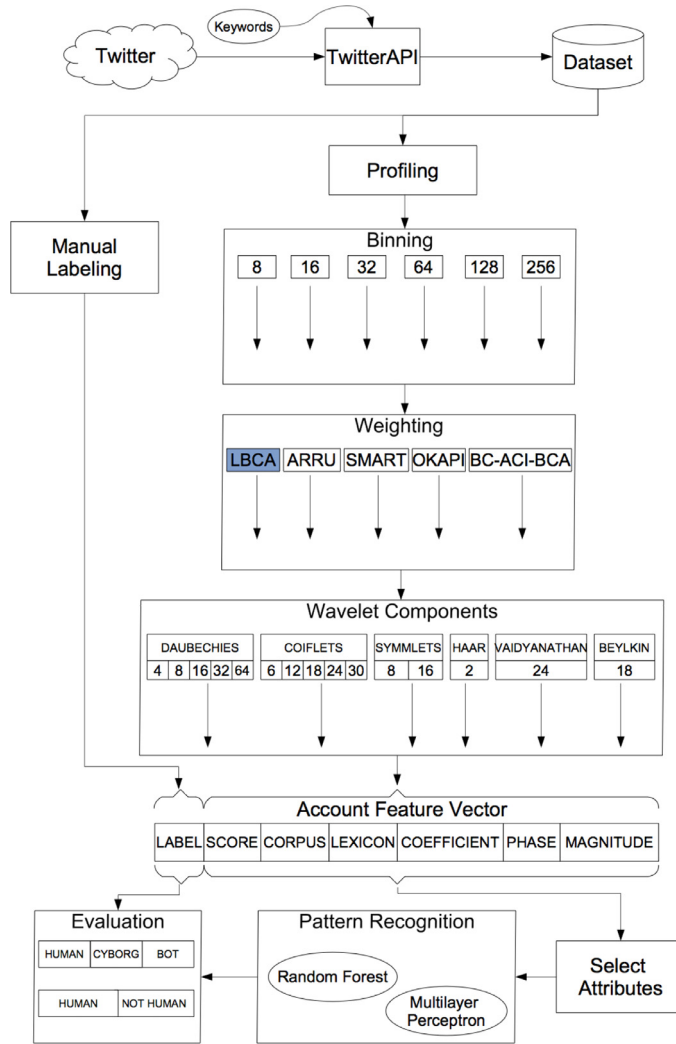 Keywords
Twitter
TwitterAPI
Dataset
Profiling
Manual
Labeling
Binning
8 16 32 64 128 256
Weighting
LBCA ARRU SMART OKAPI BC-ACI-BCA
Wavelet Components
DAUBECHIES COIFLETS SYMMLETS HAAR VAIDYANATHAN BEYLKIN
4 8 16 32 64 6 12 18 24 30 8 16 2 24 18
Account Feature Vector
LABEL SCORE CORPUS LEXICON COEFFICIENT PHASE MAGNITUDE
Evaluation
HUMAN CYBORG BOT
HUMAN NOT HUMAN
Pattern Recognition
Random Forest
Multilayer
Perceptron
Select
Attributes